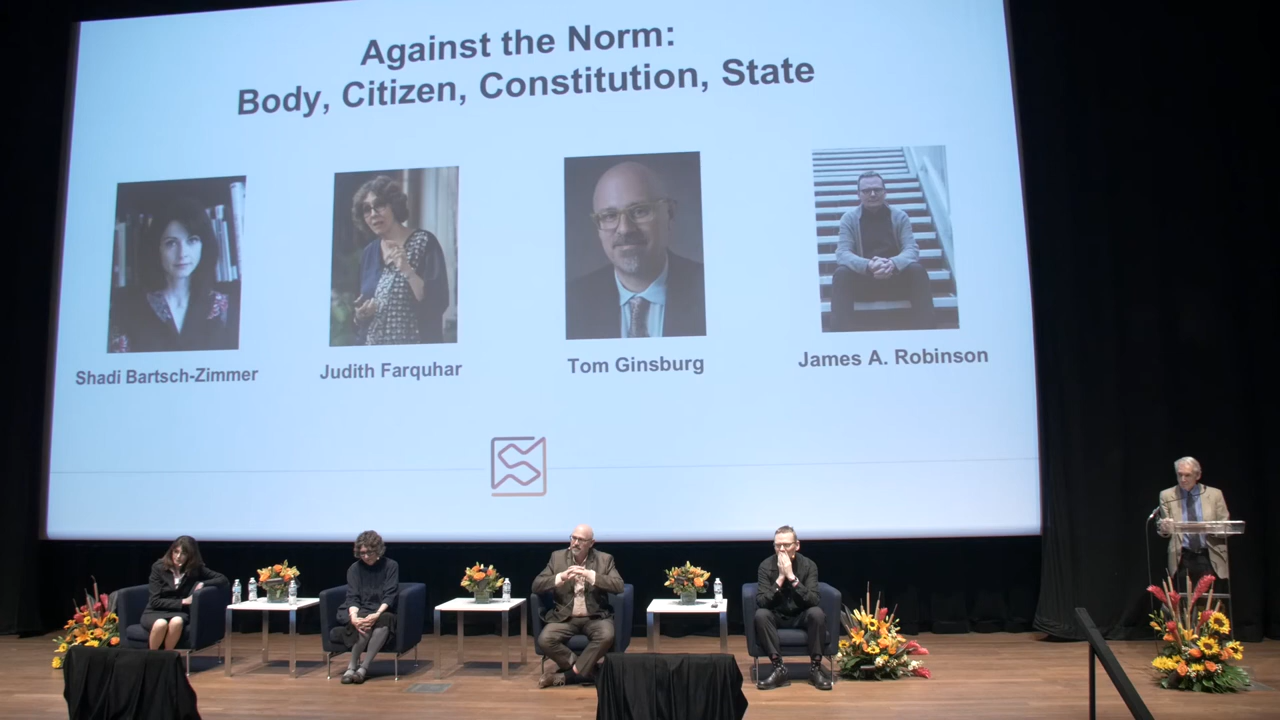 Against the Norm:
Body, Citizen, Constitution, State
Shadi Bartsch-Zimmer
Judith Farquhar
Tom Ginsburg
James A. Robinson